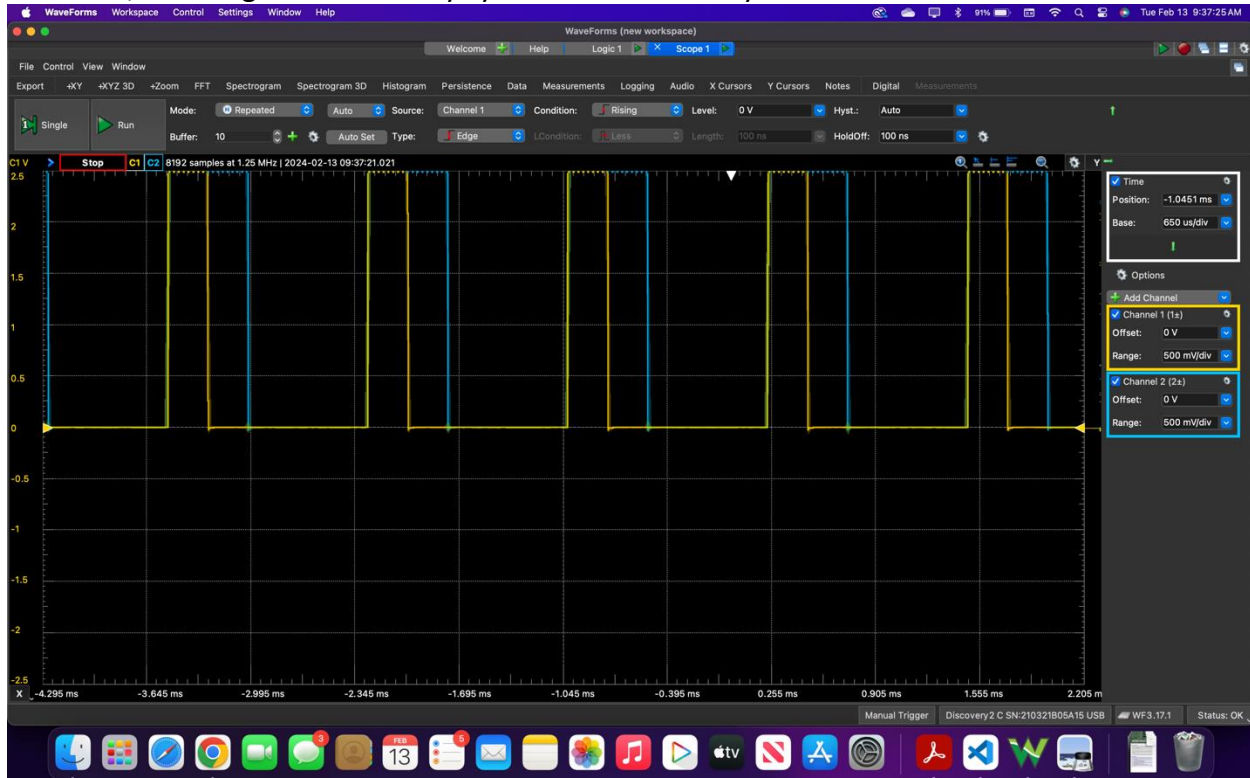 WaveForms Workspace Control Settings Window Help 91% Tue Feb 13 9:37:25 AM
WaveForms (new workspace)
Welcome Help Logic 1 Scope 1
File Control View Window
Export +XY +XYZ 3D +Zoom FFT Spectrogram Spectrogram 3D Histogram Persistence Data Measurements Logging Audio X Cursors Y Cursors Notes Digital Measurements
Mode: Repeated Auto Source: Channel 1 Condition: Rising Level: 0 V Hyst.: Auto
Single Run
Buffer: 10 Auto Set Type: Edge LCondition: Less Length: 100 ns HoldOff: 100 ns
C1 V Stop C1 C2 8192 samples at 1.25 MHz | 2024-02-13 09:37:21.021 Y
2.5
2
1.5
1
0.5
0
-0.5
-1
-1.5
-2
-2.5
Time
Position: -1.0451 ms
Base: 650 us/div
Options
Add Channel
Channel 1 (1±)
Offset: 0 V
Range: 500 mV/div
Channel 2 (2±)
Offset: 0 V
Range: 500 mV/div
X -4.295 ms -3.645 ms -2.995 ms -2.345 ms -1.695 ms -1.045 ms -0.395 ms 0.255 ms 0.905 ms 1.555 ms 2.205 m
Manual Trigger Discovery2 C SN:210321B05A15 USB WF3.17.1 Status: OK
3
FEB
13
5
tv